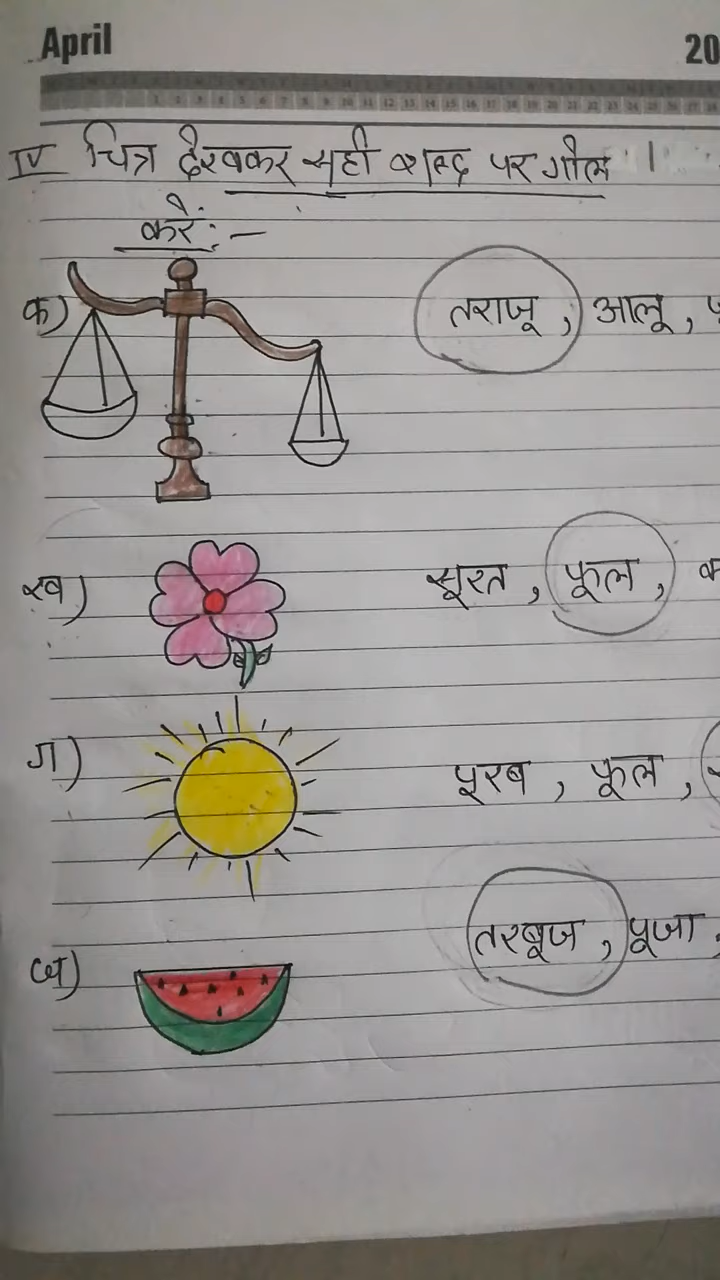 April 20
IV चित्र देखकर सही शब्द पर गोल
करें:-
क) तराजू, आलू,
ख) सूरत, फूल,
ग) पूरब, फूल,
घ) तरबूज, पूजा,